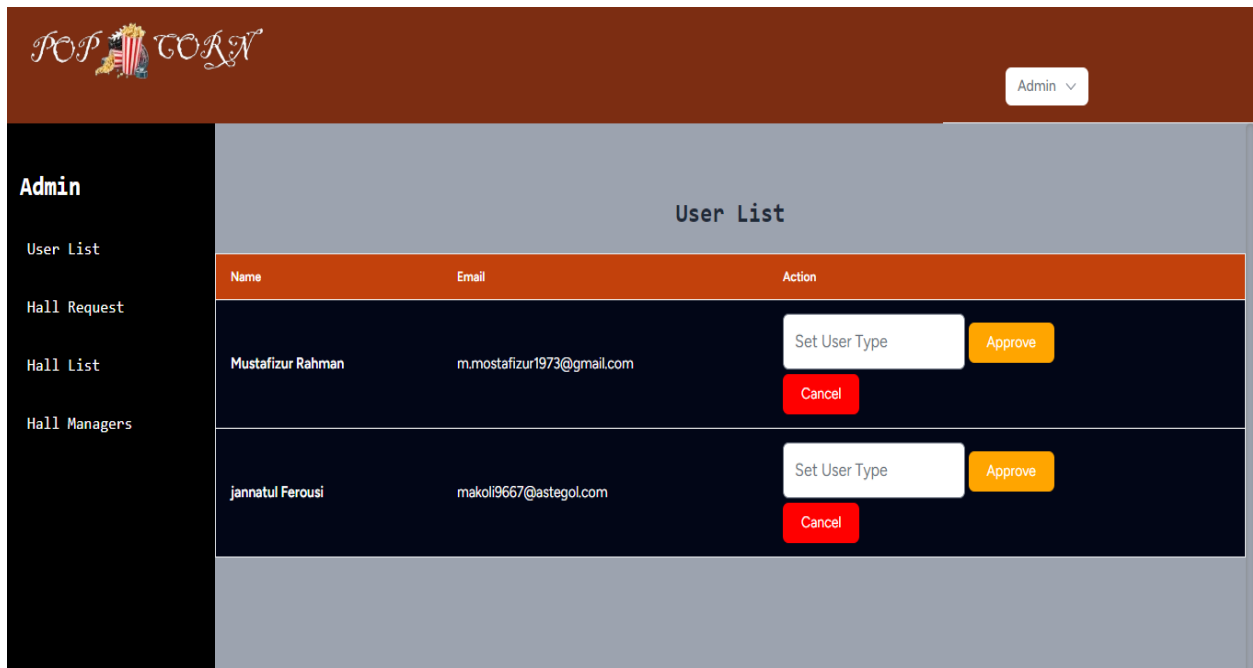 POP CORN
Admin
Admin
User List
Hall Request
Hall List
Hall Managers
User List
Name Email Action
Mustafizur Rahman m.mostafizur1973@gmail.com Set User Type Approve
Cancel
jannatul Ferousi makoli9667@astegol.com Set User Type Approve
Cancel